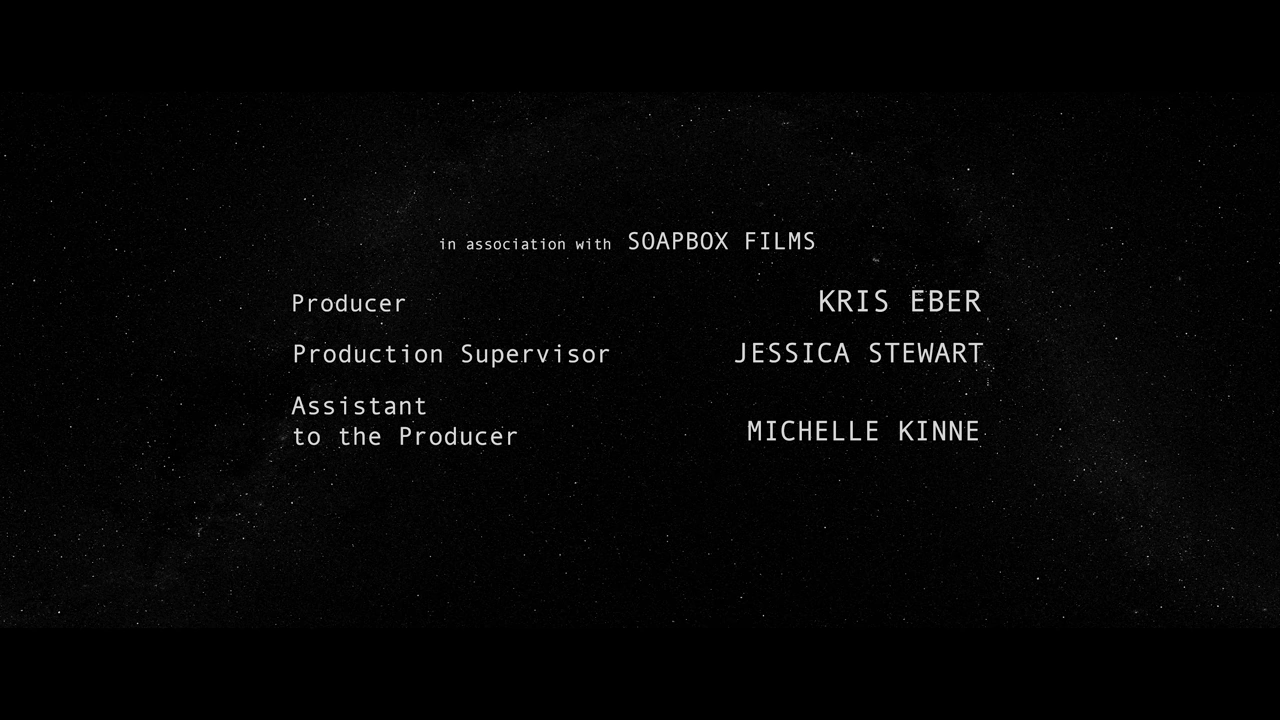 in association with SOAPBOX FILMS
Producer KRIS EBER
Production Supervisor JESSICA STEWART
Assistant
to the Producer MICHELLE KINNE